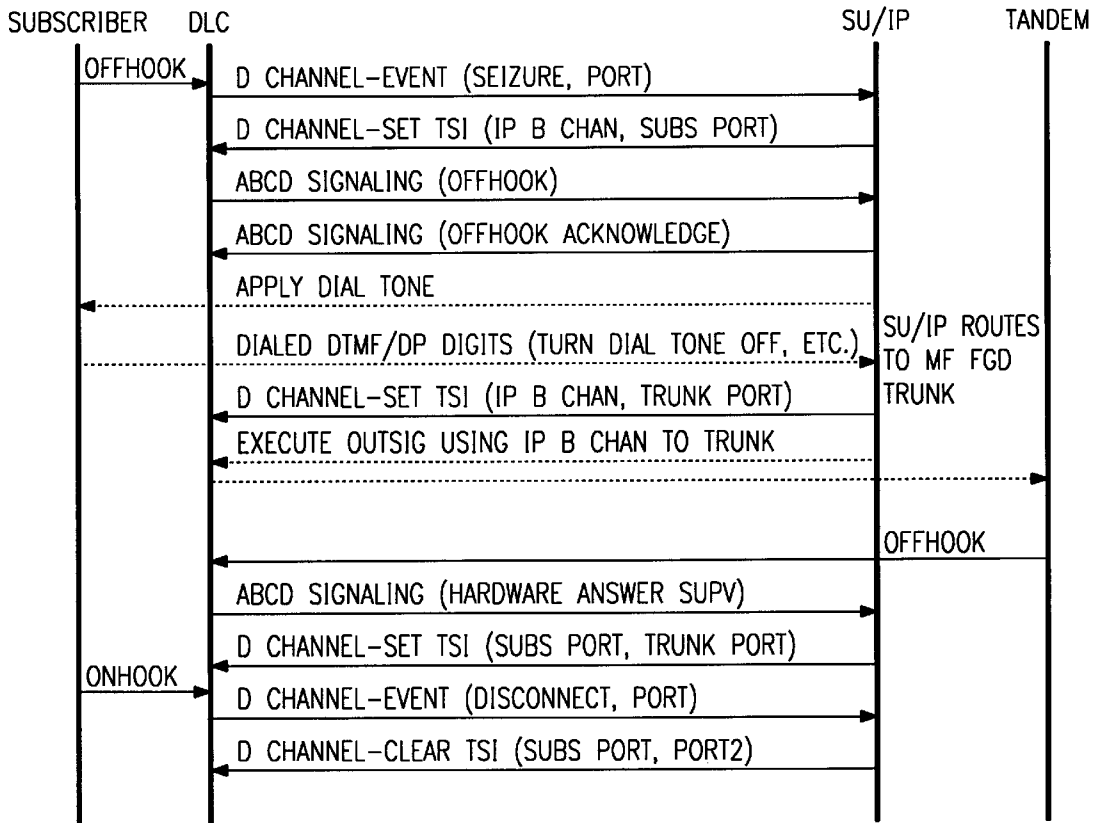 SUBSCRIBER DLC SU/IP TANDEM
OFFHOOK
D CHANNEL-EVENT (SEIZURE, PORT)
D CHANNEL-SET TSI (IP B CHAN, SUBS PORT)
ABCD SIGNALING (OFFHOOK)
ABCD SIGNALING (OFFHOOK ACKNOWLEDGE)
APPLY DIAL TONE
DIALED DTMF/DP DIGITS (TURN DIAL TONE OFF, ETC.)
SU/IP ROUTES
TO MF FGD
TRUNK
D CHANNEL-SET TSI (IP B CHAN, TRUNK PORT)
EXECUTE OUTSIG USING IP B CHAN TO TRUNK
OFFHOOK
ABCD SIGNALING (HARDWARE ANSWER SUPV)
D CHANNEL-SET TSI (SUBS PORT, TRUNK PORT)
ONHOOK
D CHANNEL-EVENT (DISCONNECT, PORT)
D CHANNEL-CLEAR TSI (SUBS PORT, PORT2)